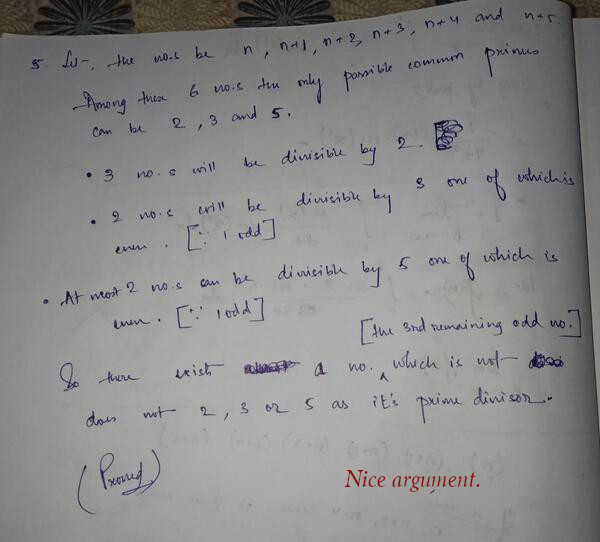 5. Let, the no.s be n, n+1, n+2, n+3, n+4 and n+5.
Among these 6 no.s the only possible common primes
can be 2, 3 and 5.
• 3 no.s will be divisible by 2.
• 2 no.s will be divisible by 3 one of which is
even. [∵ 1 odd]
• At most 2 no.s can be divisible by 5 one of which is
even. [∵ 1 odd]
[the 3rd remaining odd no.]
So there exists a no. ^ which is not
does not 2, 3 or 5 as it's prime divisor.
(Proved)
Nice argument.